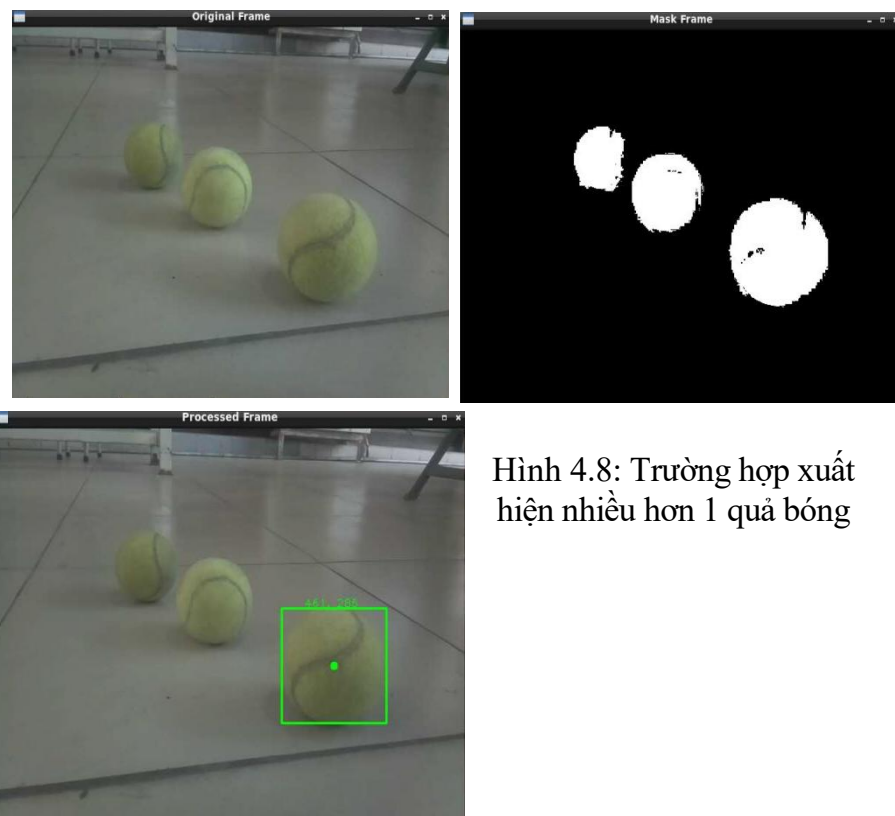 Original Frame
Mask Frame
Processed Frame
Hình 4.8: Trường hợp xuất
hiện nhiều hơn 1 quả bóng